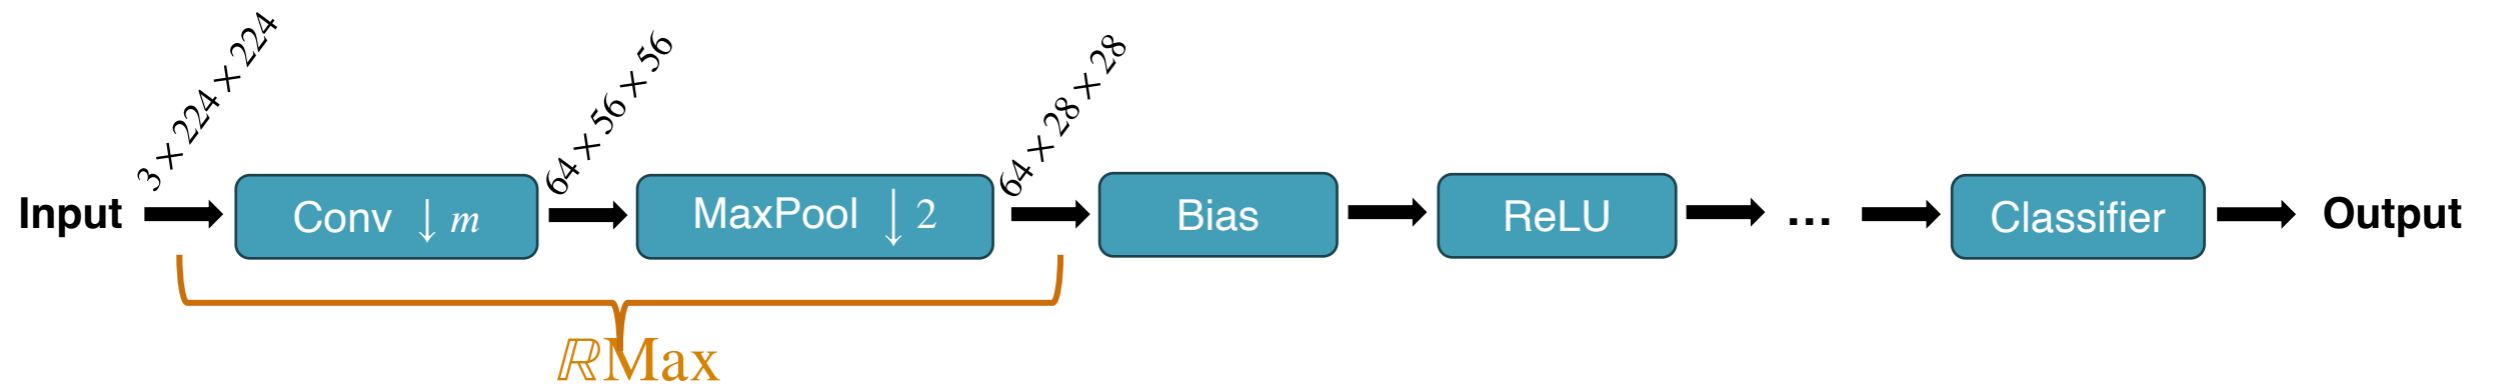 3×224×224
64×56×56
64×28×28
Input
Conv ↓m
MaxPool ↓2
Bias
ReLU
...
Classifier
Output
ℝMax